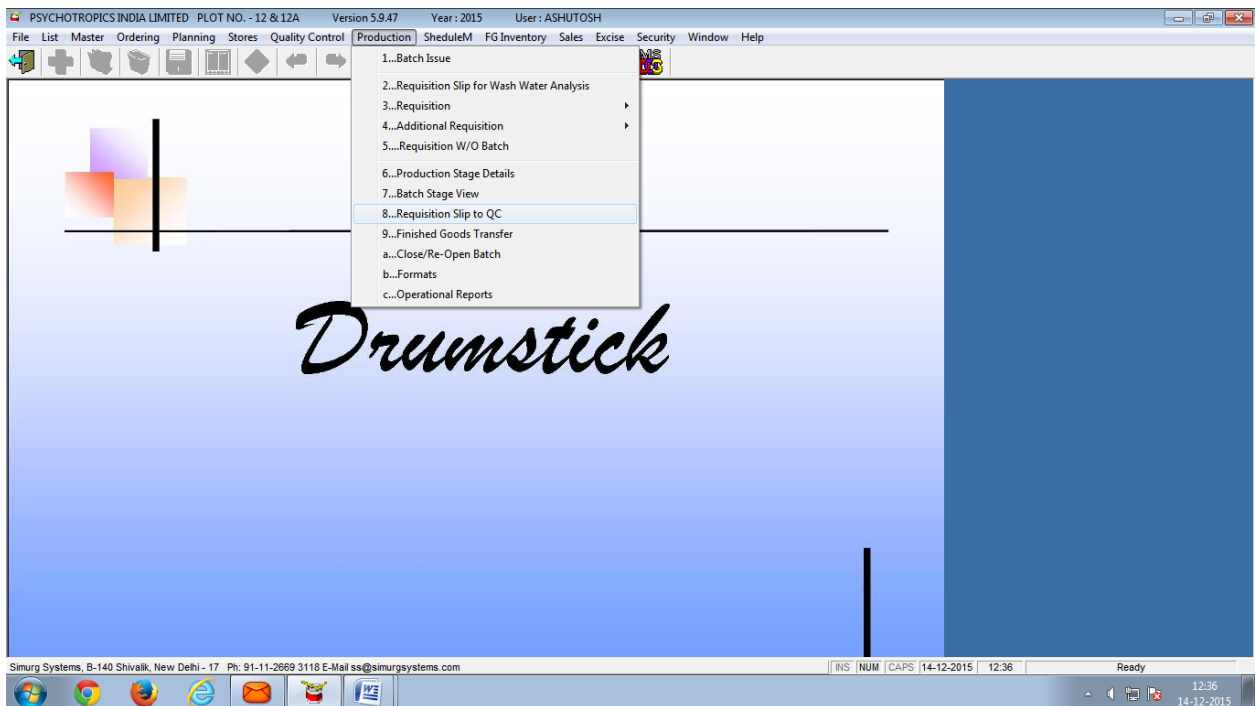 PSYCHOTROPICS INDIA LIMITED PLOT NO. - 12 & 12A Version 5.9.47 Year : 2015 User : ASHUTOSH
File List Master Ordering Planning Stores Quality Control Production SheduleM FG Inventory Sales Excise Security Window Help
1...Batch Issue
2...Requisition Slip for Wash Water Analysis
3...Requisition
4...Additional Requisition
5....Requisition W/O Batch
6...Production Stage Details
7...Batch Stage View
8...Requisition Slip to QC
9...Finished Goods Transfer
a...Close/Re-Open Batch
b...Formats
c...Operational Reports
Drumstick
Simurg Systems, B-140 Shivalik, New Delhi - 17 Ph: 91-11-2669 3118 E-Mail ss@simurgsystems.com INS NUM CAPS 14-12-2015 12:36 Ready
12:36
14-12-2015